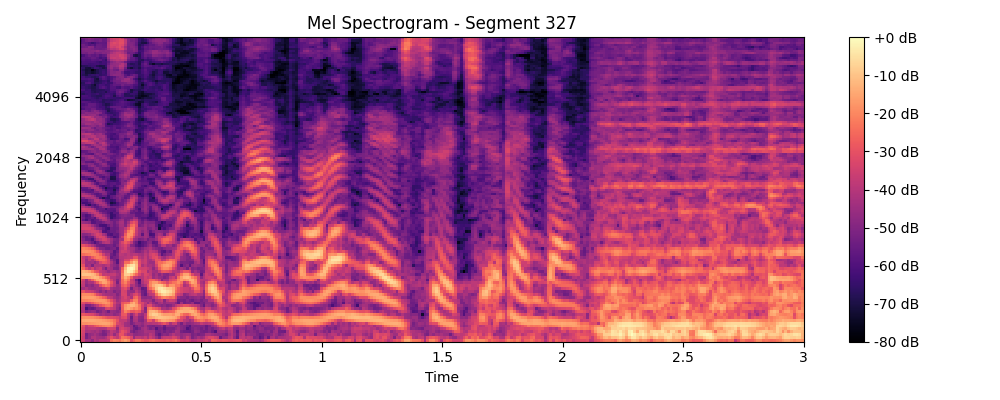 Mel Spectrogram - Segment 327
Frequency
4096
2048
1024
512
0
0
0.5
1
1.5
2
2.5
3
Time
+0 dB
-10 dB
-20 dB
-30 dB
-40 dB
-50 dB
-60 dB
-70 dB
-80 dB